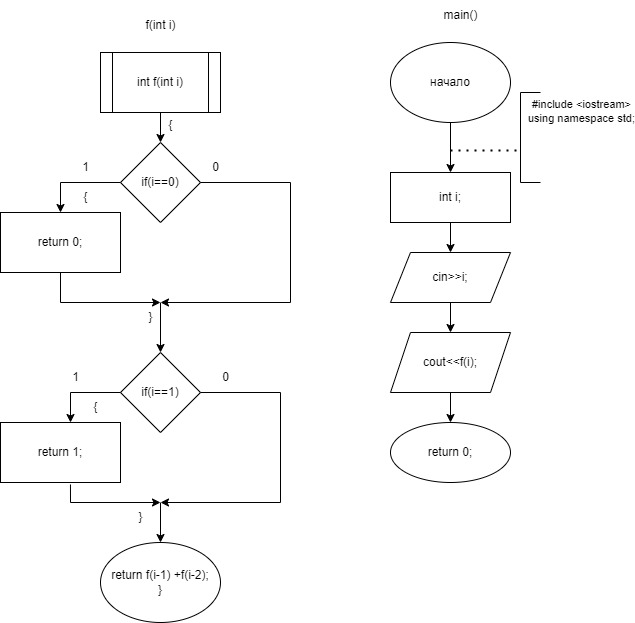 f(int i)
int f(int i)
{
if(i==0)
1
0
{
return 0;
}
if(i==1)
1
0
{
return 1;
}
return f(i-1) +f(i-2);
}
main()
начало
#include <iostream>
using namespace std;
int i;
cin>>i;
cout<<f(i);
return 0;